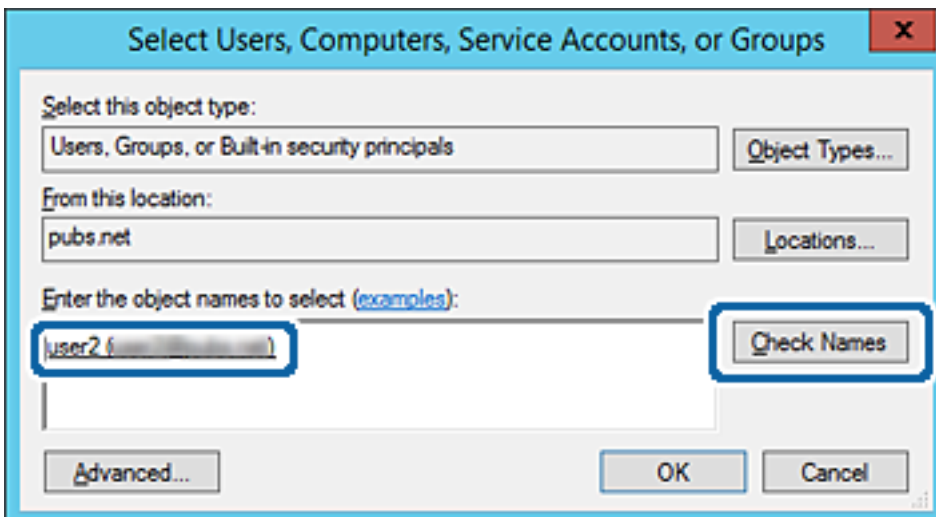 Select Users, Computers, Service Accounts, or Groups
x
Select this object type:
Users, Groups, or Built-in security principals
Object Types...
From this location:
pubs.net
Locations...
Enter the object names to select (examples):
user2 ( )
Check Names
Advanced...
OK
Cancel